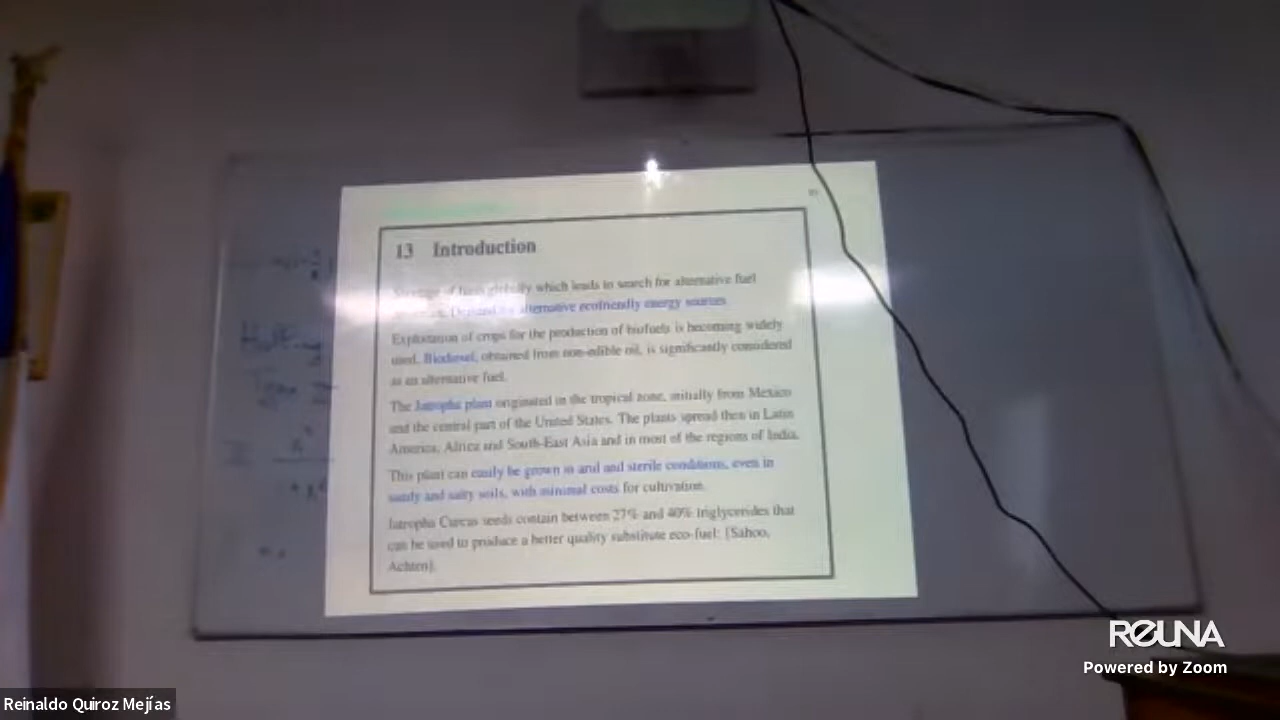 13 Introduction
Shortage of fuels globally which leads to search for alternative fuel
Demand for alternative ecofriendly energy sources
Exploitation of crops for the production of biofuels is becoming widely
used. Biodiesel, obtained from non-edible oil, is significantly considered
as an alternative fuel.
The Jatropha plant originated in the tropical zone, initially from Mexico
and the central part of the United States. The plants spread then in Latin
America, Africa and South-East Asia and in most of the regions of India.
This plant can easily be grown in arid and sterile conditions, even in
sandy and salty soils, with minimal costs for cultivation.
Jatropha Curcas seeds contain between 27% and 40% triglycerides that
can be used to produce a better quality substitute eco-fuel: [Sahoo,
Achten].
REUNA
Powered by Zoom
Reinaldo Quiroz Mejías